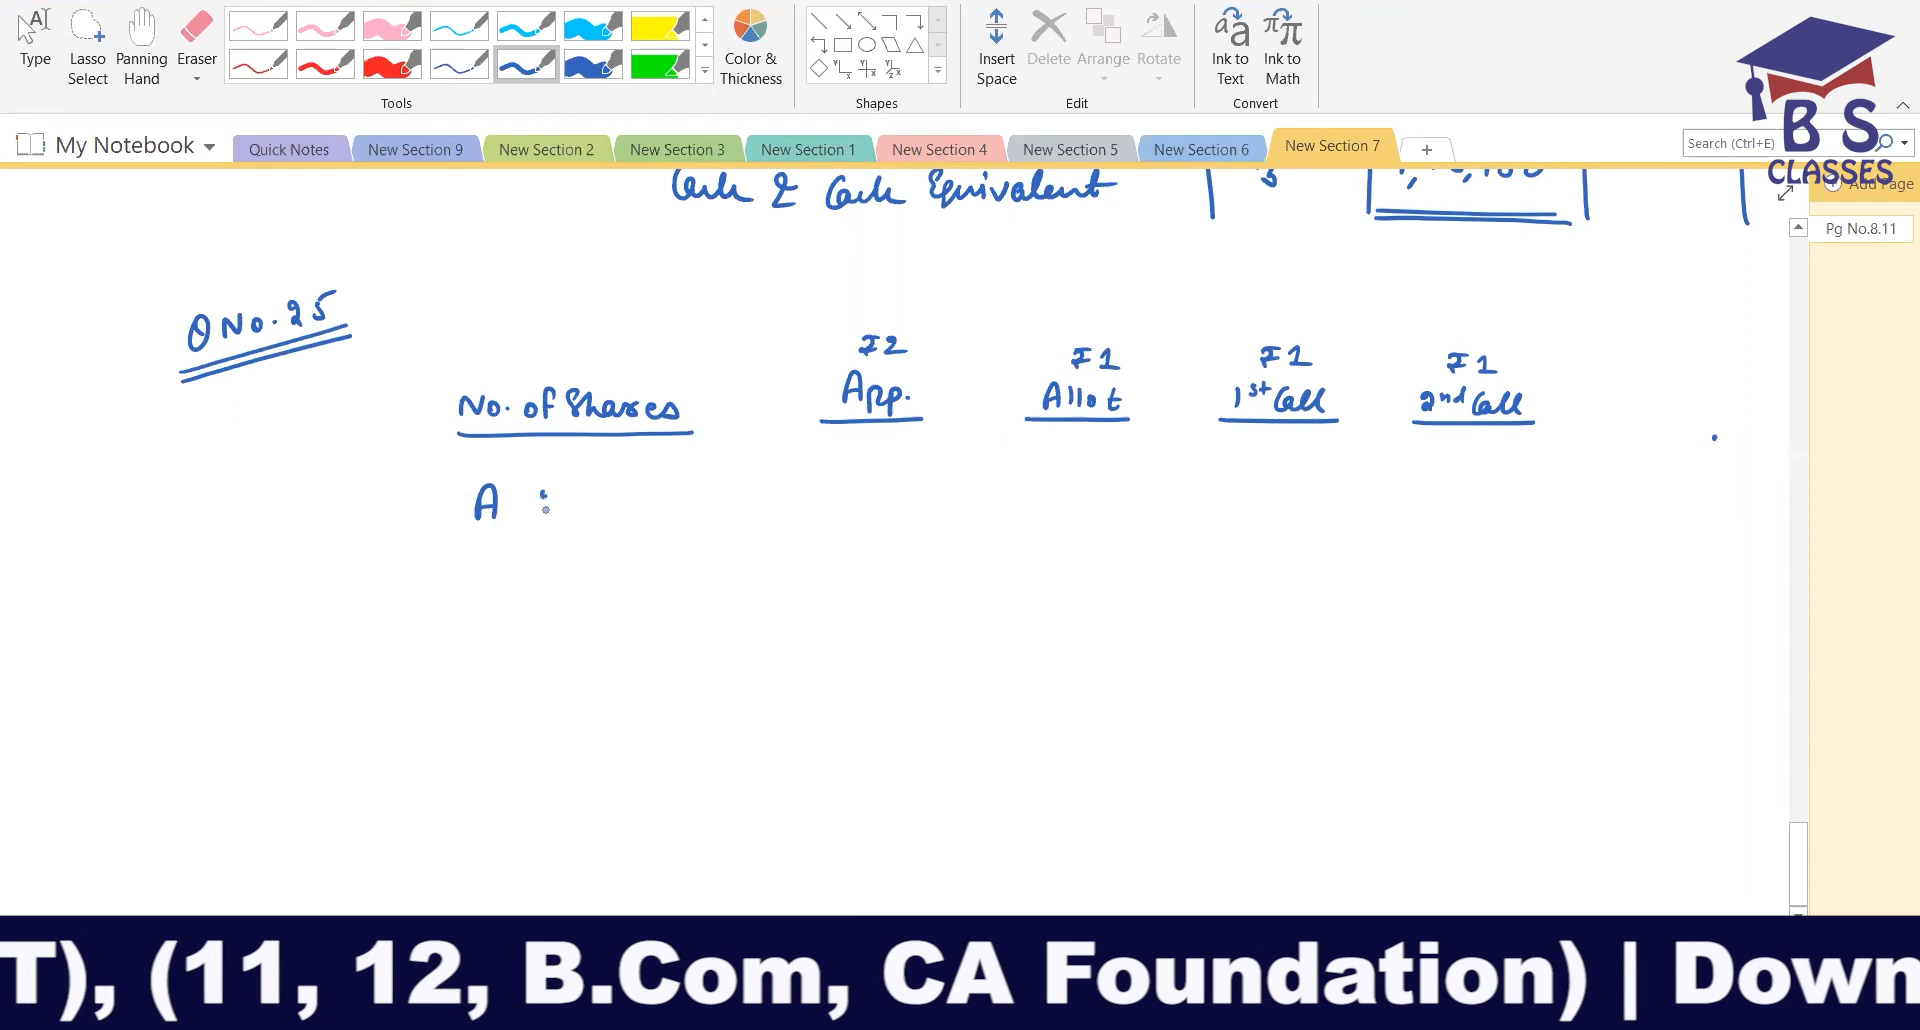 Type
Lasso Select
Panning Hand
Eraser
Color & Thickness
Insert Space
Delete
Arrange
Rotate
Ink to Text
Ink to Math
Tools
Shapes
Edit
Convert
B S
CLASSES
My Notebook
Quick Notes
New Section 9
New Section 2
New Section 3
New Section 1
New Section 4
New Section 5
New Section 6
New Section 7
Search (Ctrl+E)
Add Page
Pg No.8.11
Cash & Cash Equivalent
Q No. 25
₹2 ₹1 ₹1 ₹1
No. of Shares App. Allot 1st Call 2nd Call
A :
T), (11, 12, B.Com, CA Foundation) | Down